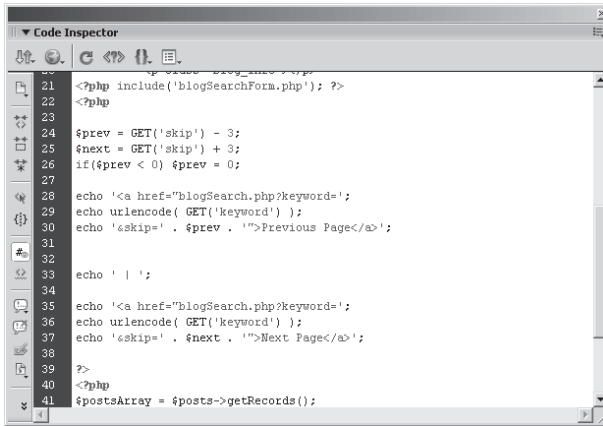 Code Inspector
20 <p class="blog_info"></p>
21 <?php include('blogSearchForm.php'); ?>
22 <?php
23
24 $prev = GET('skip') - 3;
25 $next = GET('skip') + 3;
26 if($prev < 0) $prev = 0;
27
28 echo '<a href="blogSearch.php?keyword=';
29 echo urlencode( GET('keyword') );
30 echo '&skip=' . $prev . '">Previous Page</a>';
31
32
33 echo ' | ';
34
35 echo '<a href="blogSearch.php?keyword=';
36 echo urlencode( GET('keyword') );
37 echo '&skip=' . $next . '">Next Page</a>';
38
39 ?>
40 <?php
41 $postsArray = $posts->getRecords();